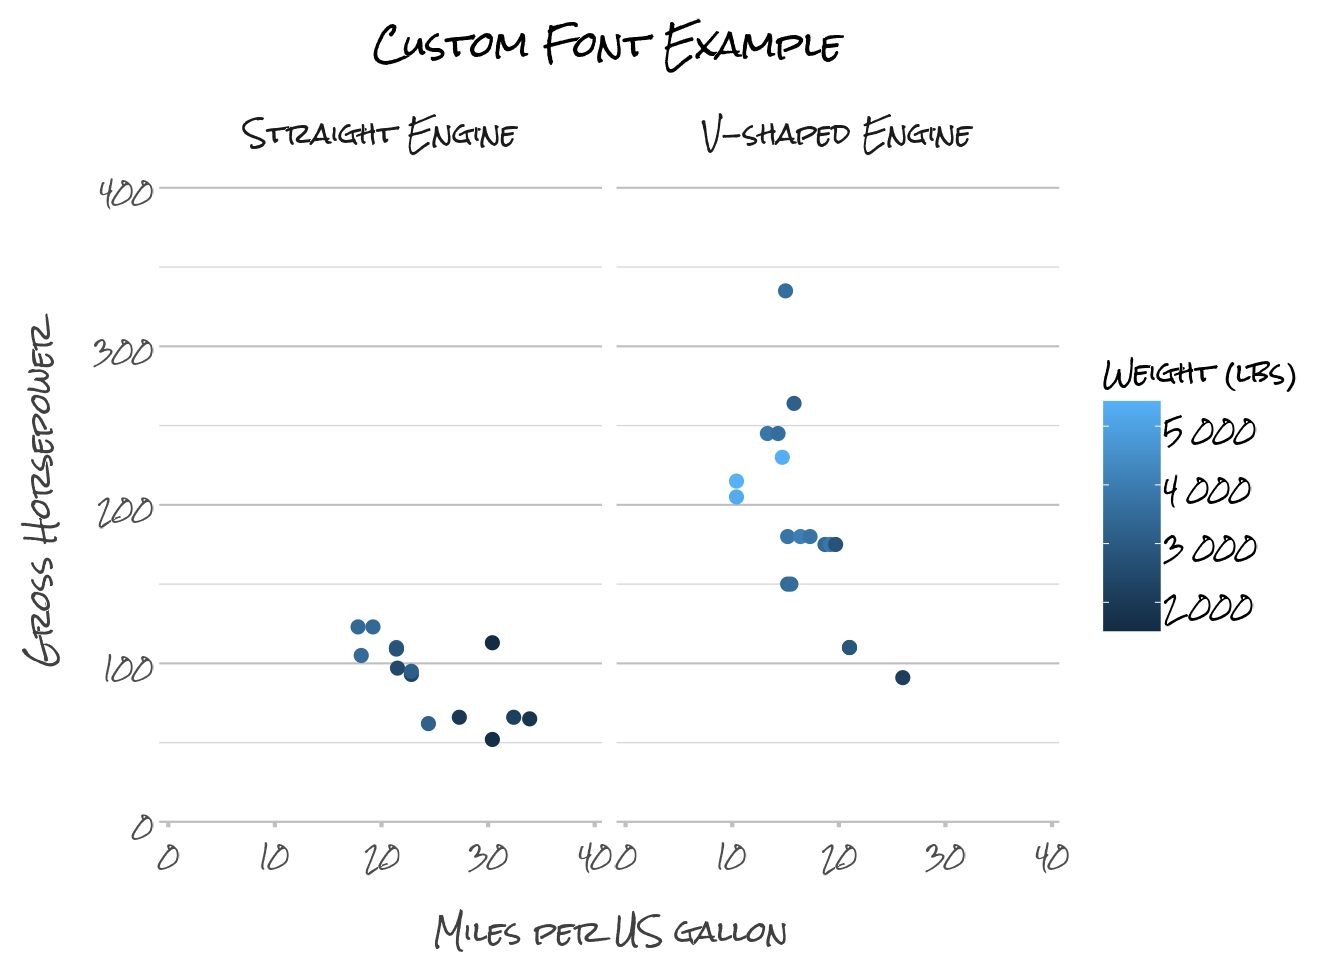 Custom Font Example
Straight Engine
V-shaped Engine
400
300
200
100
0
Gross Horsepower
0 10 20 30 40
0 10 20 30 40
Miles per US gallon
Weight (lbs)
5 000
4 000
3 000
2000